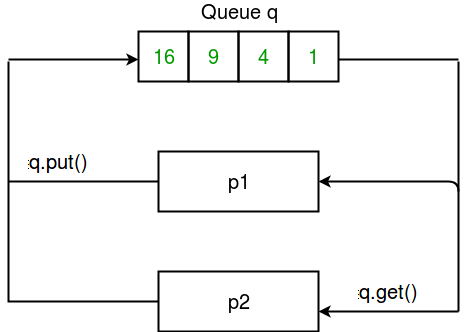 Queue q
16 9 4 1
q.put()
p1
q.get()
p2